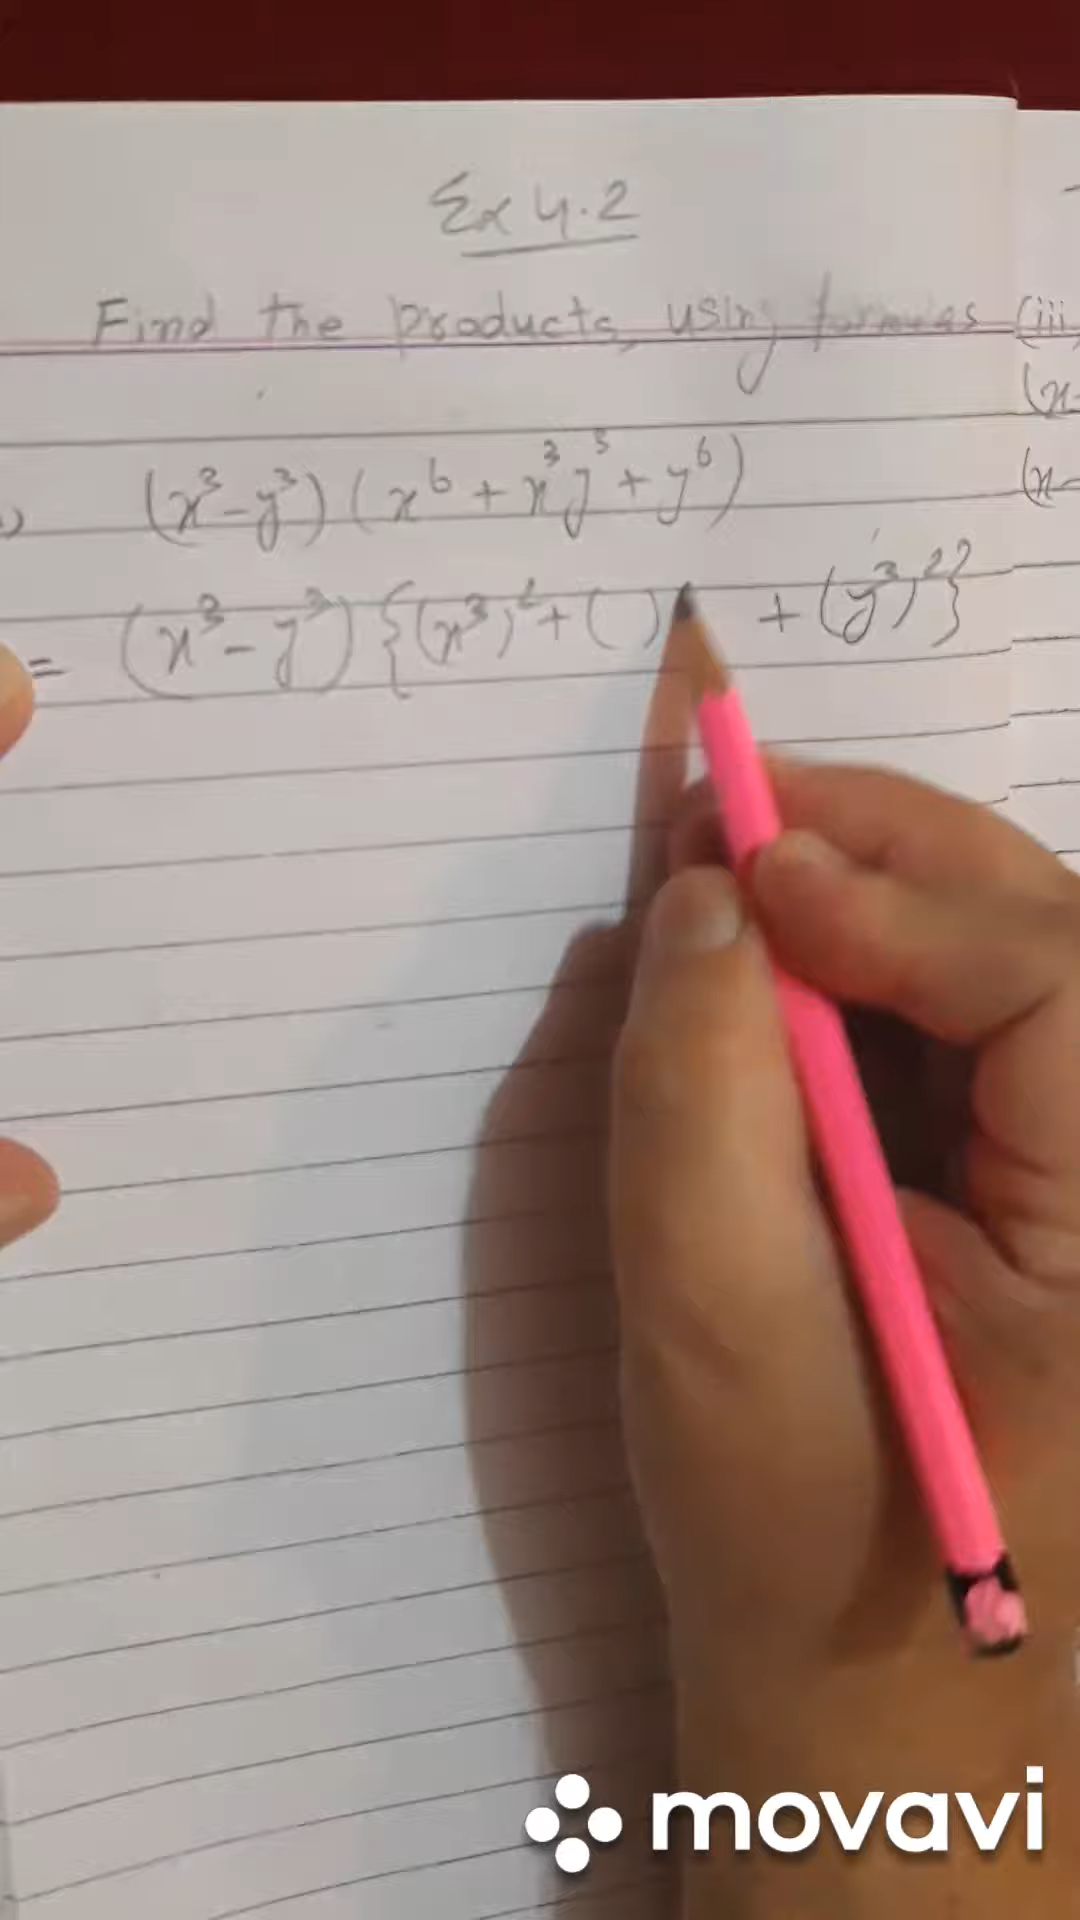 Ex 4.2
Find the products, using formulas (iii)
(x³-y³)(x⁶+x³y³+y⁶)
= (x³-y³){(x³)²+( )( + (y³)²}
movavi